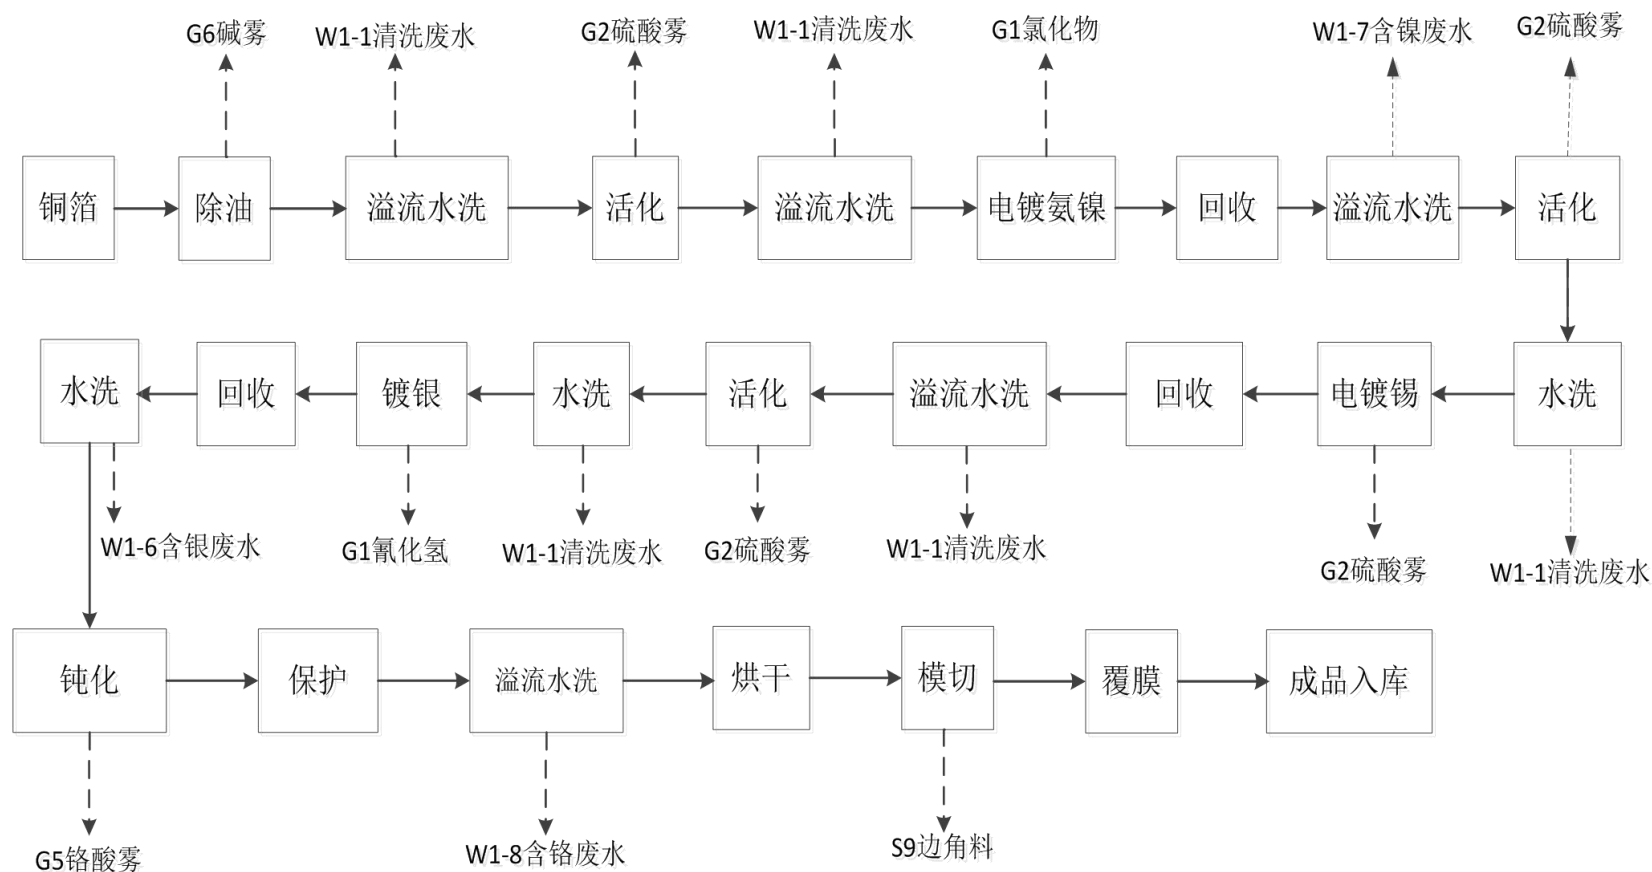 G6碱雾
W1-1清洗废水
G2硫酸雾
W1-1清洗废水
G1氯化物
W1-7含镍废水
G2硫酸雾
铜箔
除油
溢流水洗
活化
溢流水洗
电镀氨镍
回收
溢流水洗
活化
水洗
回收
镀银
水洗
活化
溢流水洗
回收
电镀锡
水洗
W1-6含银废水
G1氰化氢
W1-1清洗废水
G2硫酸雾
W1-1清洗废水
G2硫酸雾
W1-1清洗废水
钝化
保护
溢流水洗
烘干
模切
覆膜
成品入库
G5铬酸雾
W1-8含铬废水
S9边角料